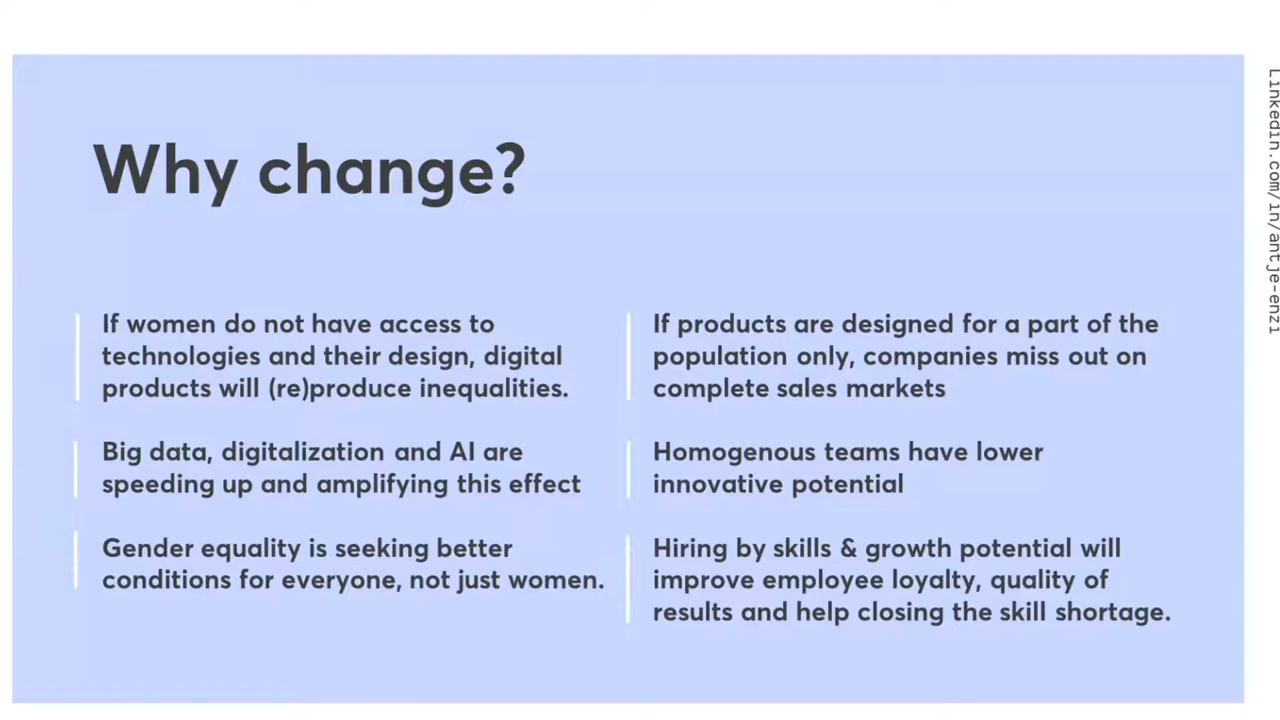 Why change?
If women do not have access to
technologies and their design, digital
products will (re)produce inequalities.
Big data, digitalization and AI are
speeding up and amplifying this effect
Gender equality is seeking better
conditions for everyone, not just women.
If products are designed for a part of the
population only, companies miss out on
complete sales markets
Homogenous teams have lower
innovative potential
Hiring by skills & growth potential will
improve employee loyalty, quality of
results and help closing the skill shortage.
Linkedin.com/in/antje-enzi